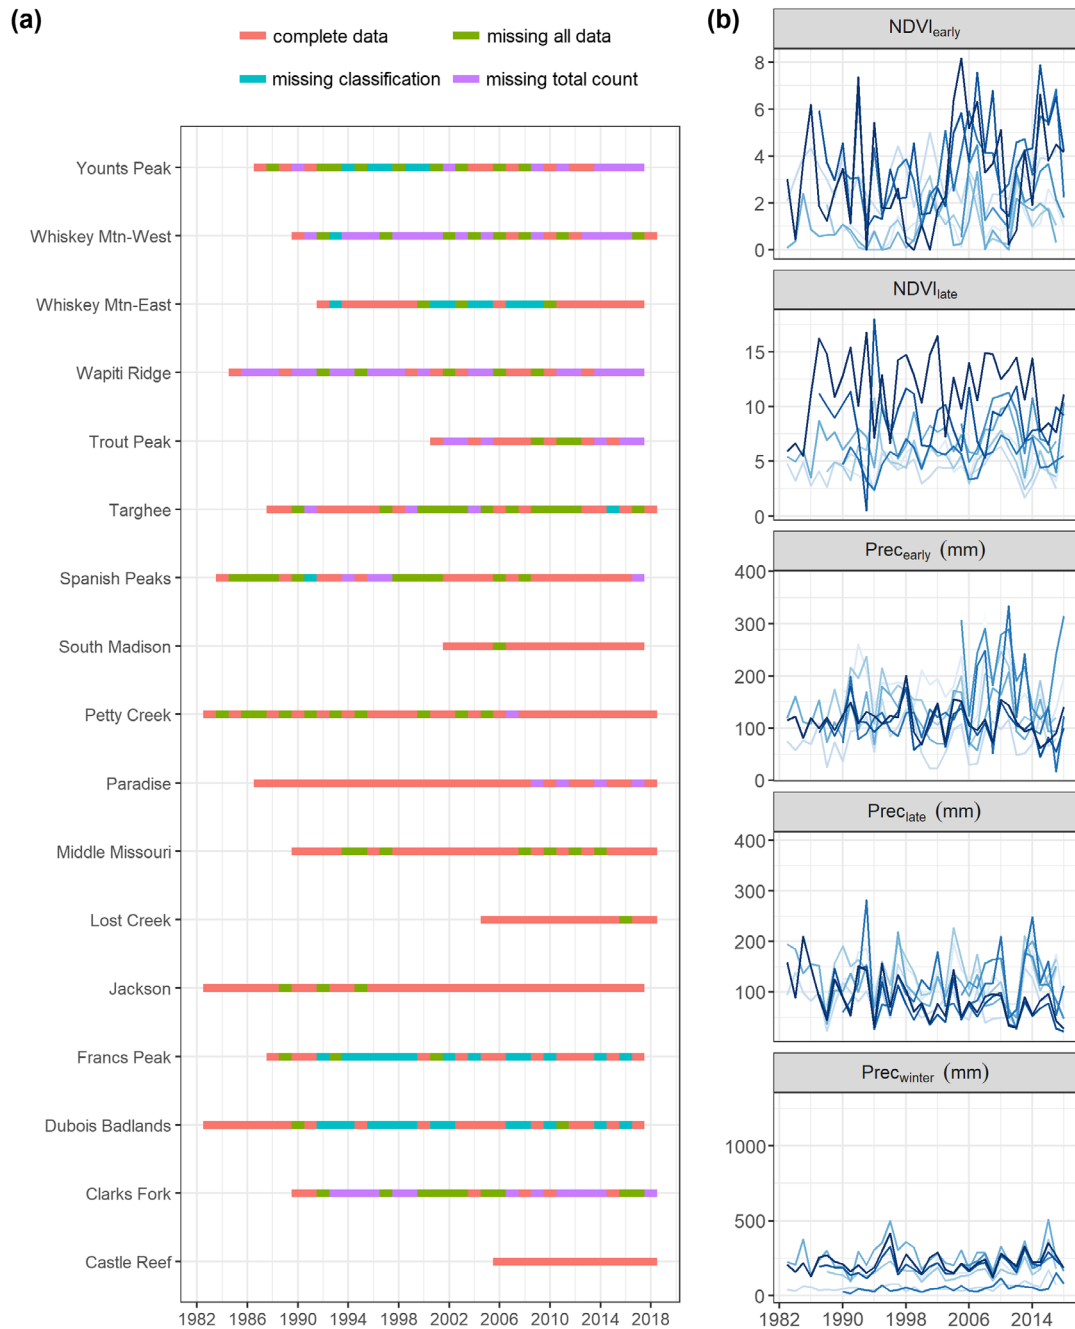 (a)
complete data
missing all data
missing classification
missing total count
Younts Peak
Whiskey Mtn-West
Whiskey Mtn-East
Wapiti Ridge
Trout Peak
Targhee
Spanish Peaks
South Madison
Petty Creek
Paradise
Middle Missouri
Lost Creek
Jackson
Francs Peak
Dubois Badlands
Clarks Fork
Castle Reef
1982 1986 1990 1994 1998 2002 2006 2010 2014 2018
(b)
NDVIearly
8
6
4
2
0
NDVIlate
15
10
5
0
Precearly (mm)
400
300
200
100
0
Preclate (mm)
400
300
200
100
Precwinter (mm)
1000
500
0
1982 1990 1998 2006 2014